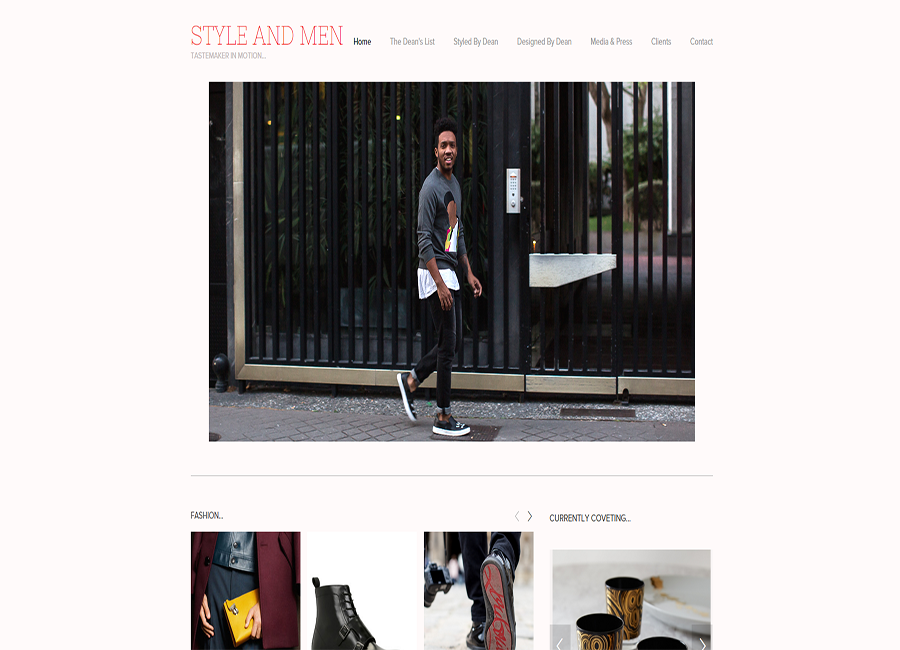 STYLE AND MEN
TASTEMAKER IN MOTION...
Home The Dean's List Styled By Dean Designed By Dean Media & Press Clients Contact
FASHION...
CURRENTLY COVETING...